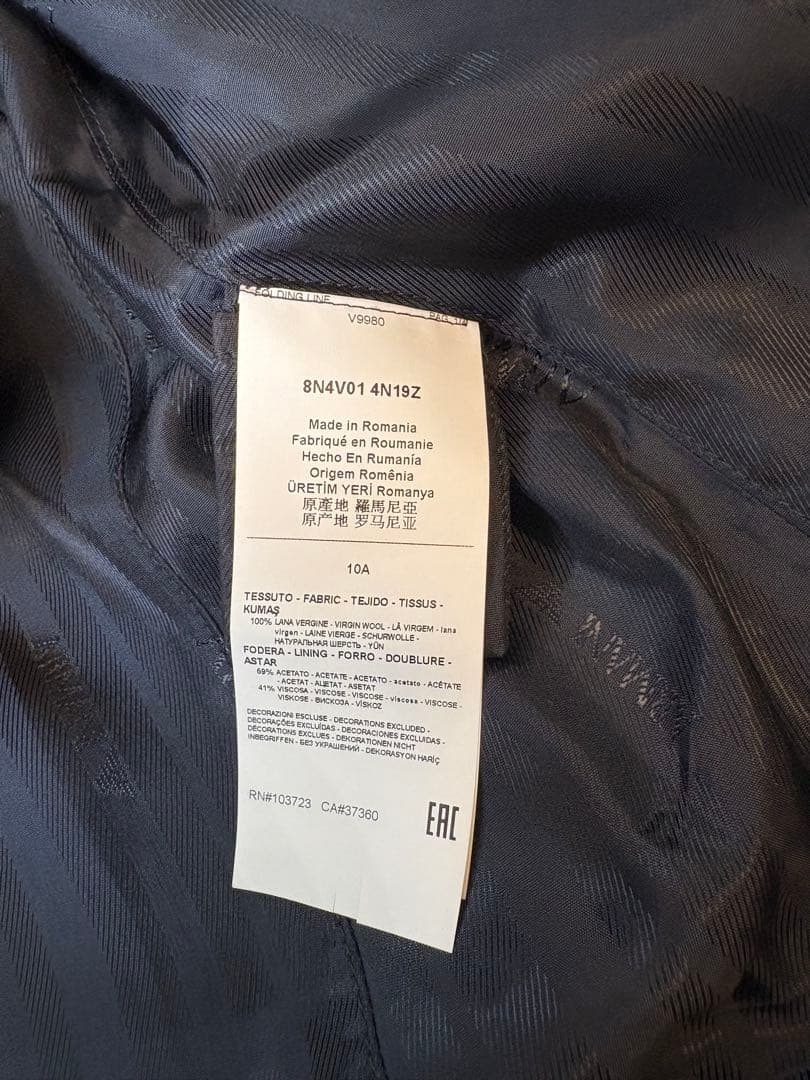 FOLDING LINE
V9980
8N4V01 4N19Z
Made in Romania
Fabriqué en Roumanie
Hecho En Rumanía
Origem Romênia
ÜRETİM YERİ Romanya
原產地 羅馬尼亞
原产地 罗马尼亚
10A
TESSUTO - FABRIC - TEJIDO - TISSUS -
KUMAŞ
100% LANA VERGINE - VIRGIN WOOL - LÃ VIRGEM - lana
virgen - LAINE VIERGE - SCHURWOLLE -
НАТУРАЛЬНАЯ ШЕРСТЬ - YÜN
FODERA - LINING - FORRO - DOUBLURE -
ASTAR
69% ACETATO - ACETATE - ACETATO - acetato - ACÉTATE
- ACETAT - АЦЕТАТ - ASETAT
41% VISCOSA - VISCOSE - VISCOSE - viscosa - VISCOSE -
VISKOSE - ВИСКОЗА - VİSKOZ
DECORAZIONI ESCLUSE - DECORATIONS EXCLUDED -
DECORAÇÕES EXCLUÍDAS - DECORACIONES EXCLUIDAS -
DÉCORATIONS EXCLUES - DEKORATIONEN NICHT
INBEGRIFFEN - БЕЗ УКРАШЕНИЙ - DEKORASYON HARİÇ
RN#103723 CA#37360
EAC